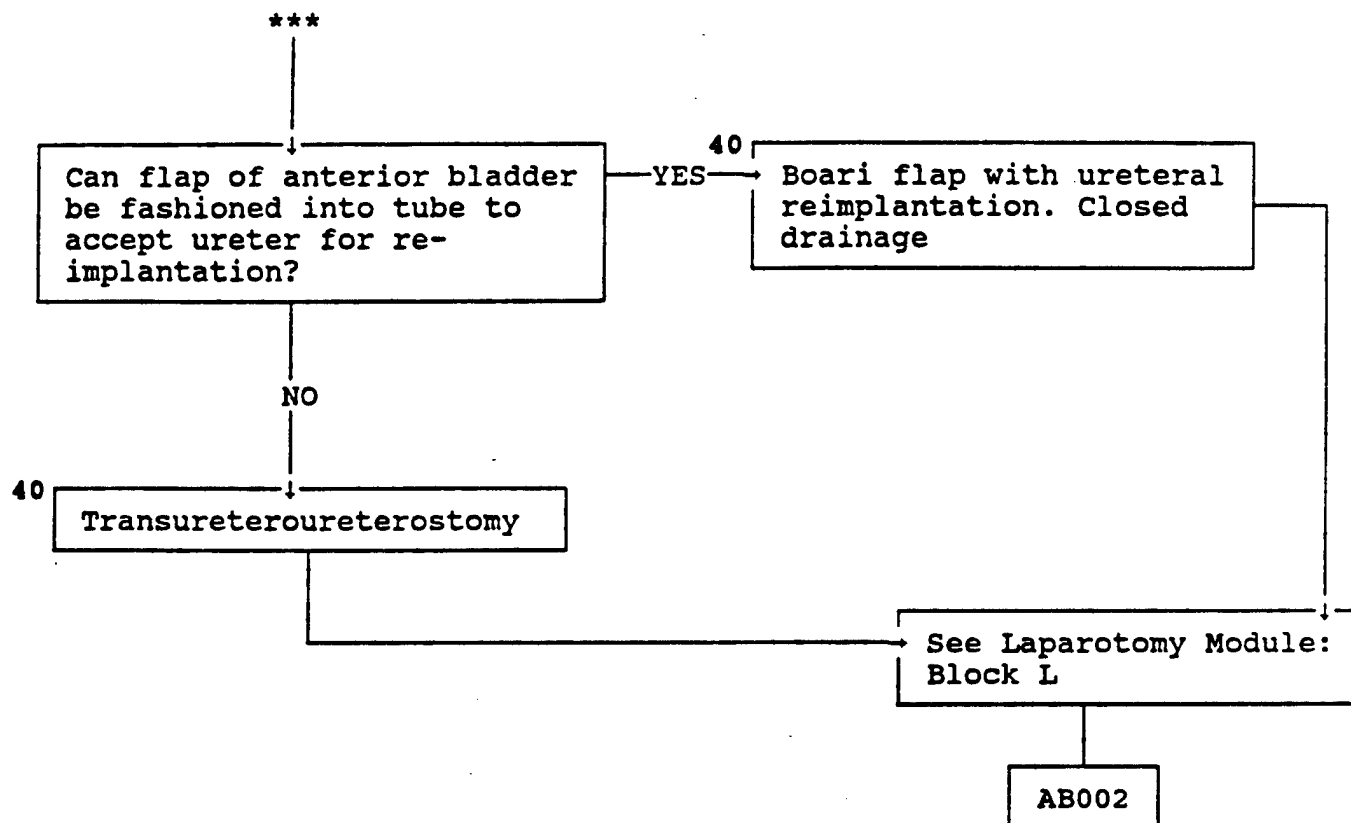 ***
Can flap of anterior bladder
be fashioned into tube to
accept ureter for re-
implantation?
YES
40
Boari flap with ureteral
reimplantation. Closed
drainage
NO
40
Transureteroureterostomy
See Laparotomy Module:
Block L
AB002